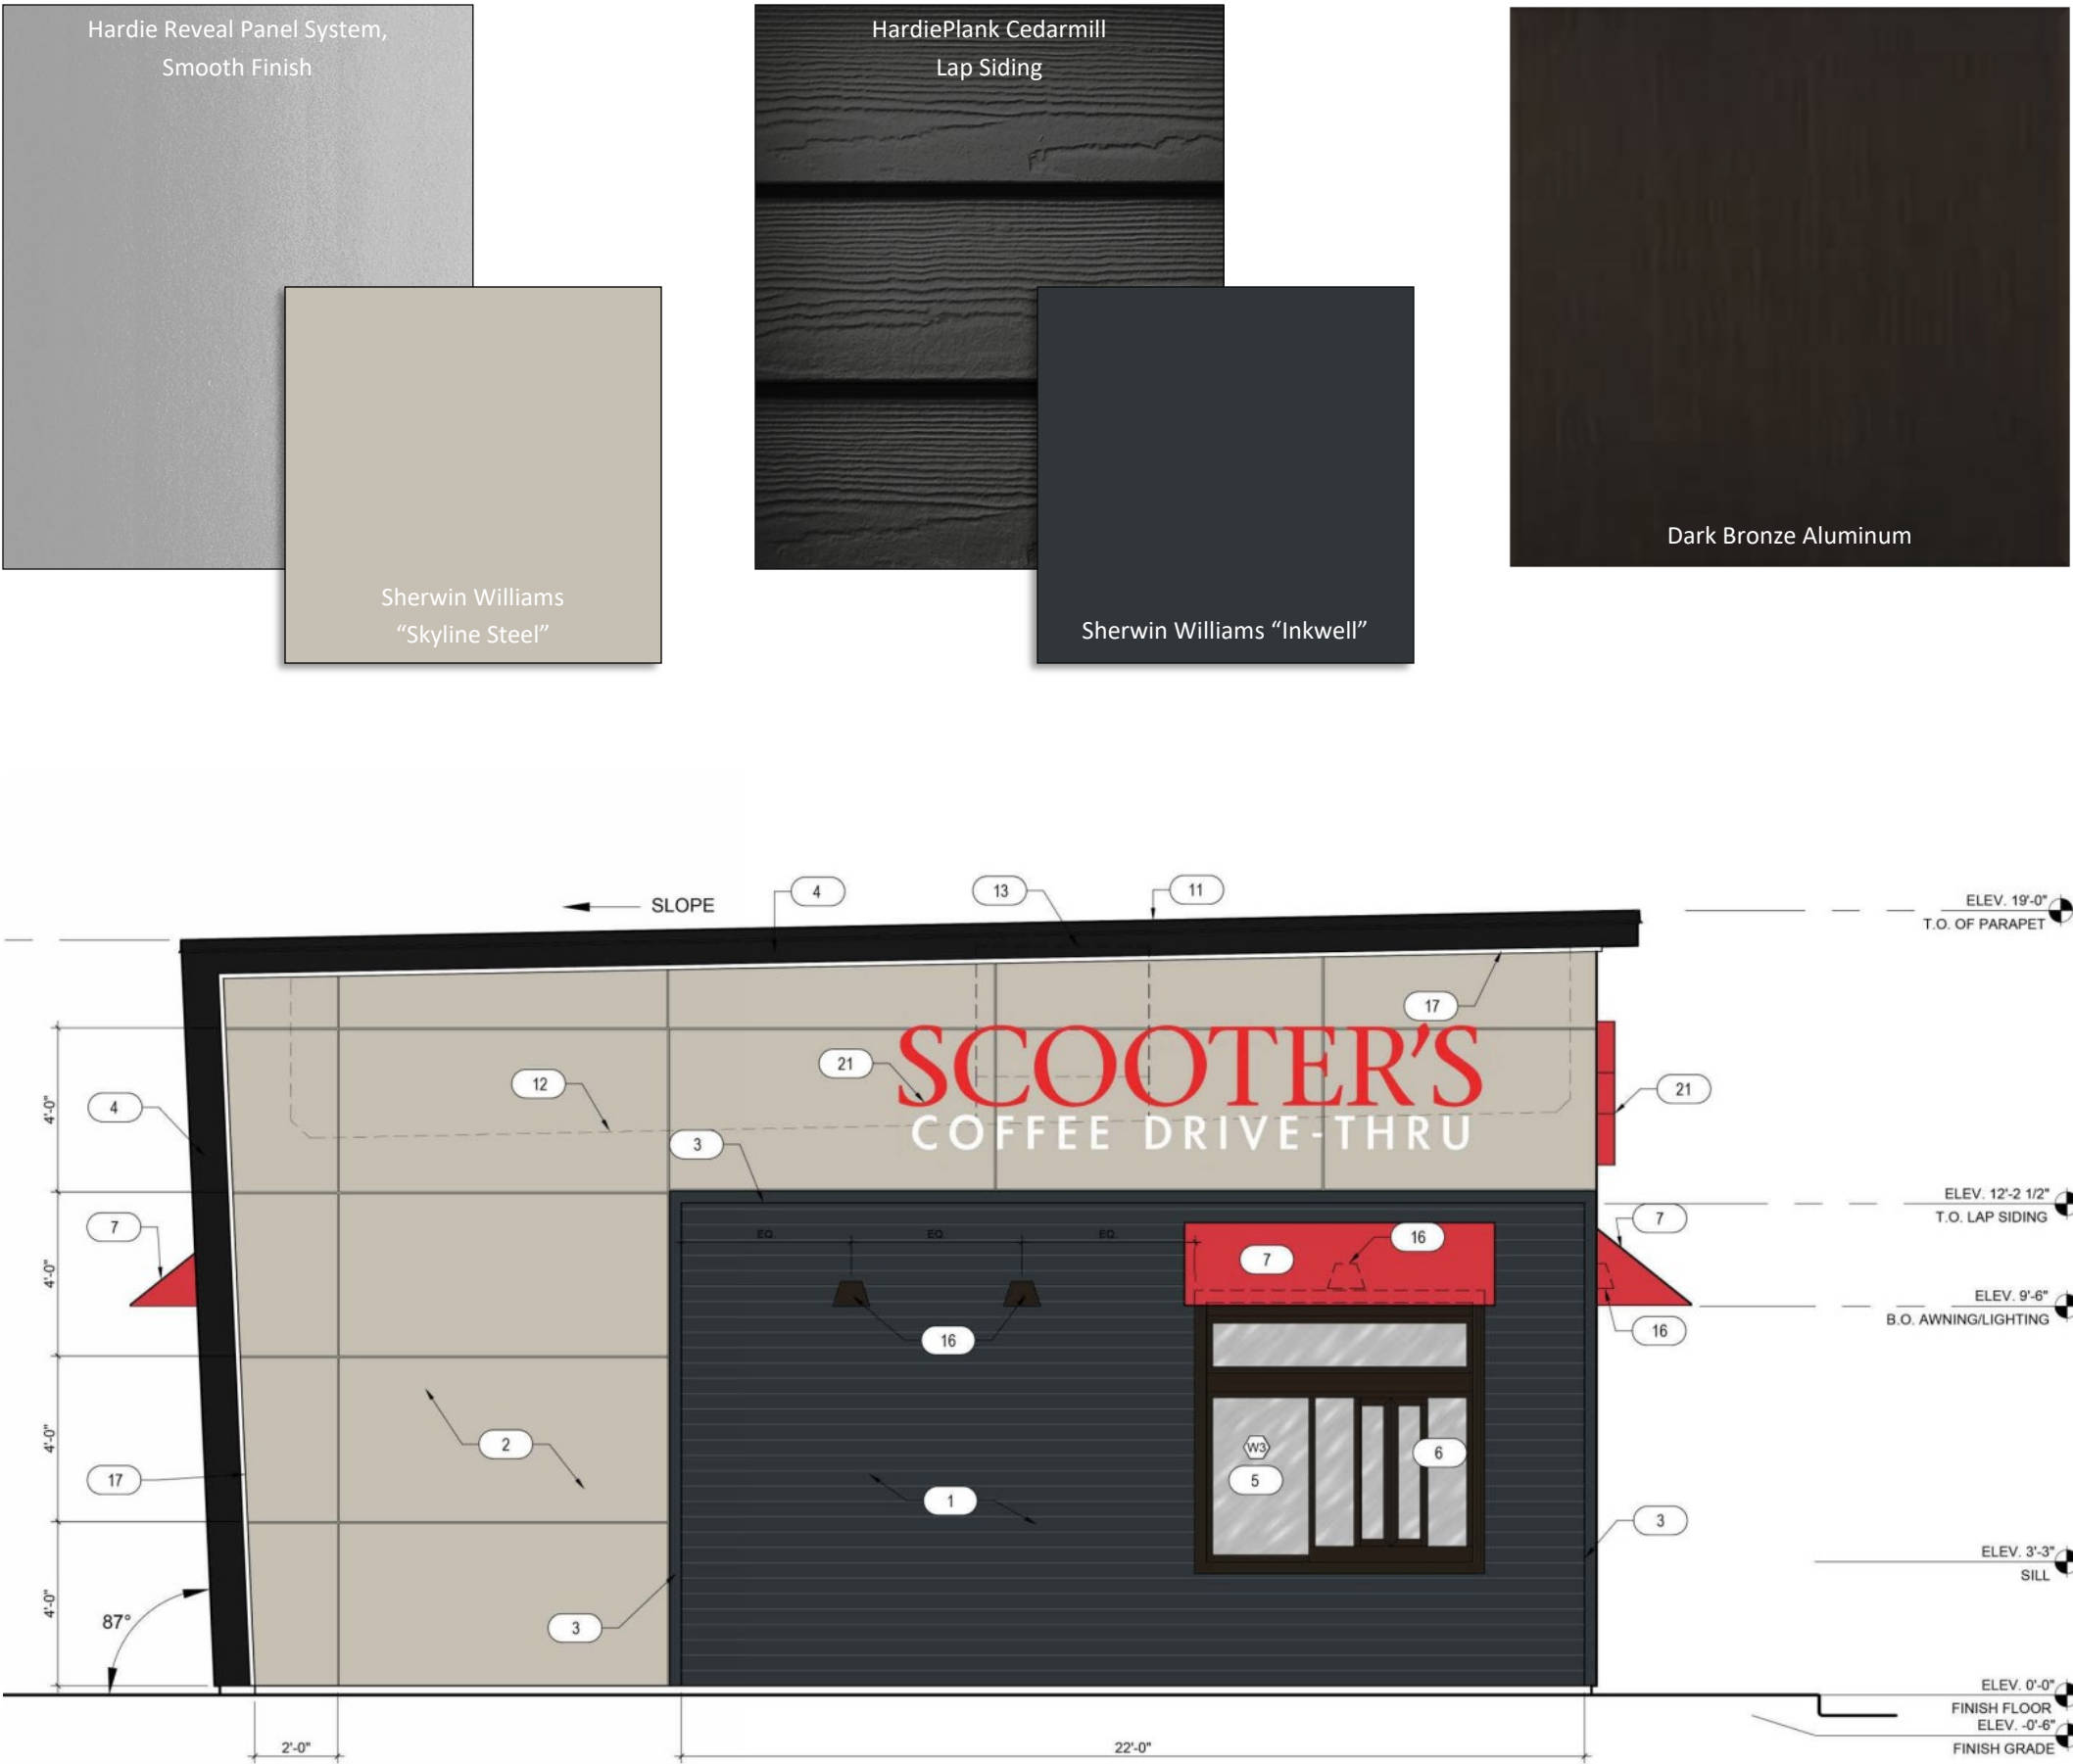 Hardie Reveal Panel System,
Smooth Finish
Sherwin Williams
“Skyline Steel”
HardiePlank Cedarmill
Lap Siding
Sherwin Williams “Inkwell”
Dark Bronze Aluminum
SLOPE
4
13
11
ELEV. 19'-0"
T.O. OF PARAPET
17
21
SCOOTER'S
COFFEE DRIVE-THRU
12
21
4
4'-0"
3
ELEV. 12'-2 1/2"
T.O. LAP SIDING
7
EQ.
EQ.
EQ.
7
16
7
4'-0"
ELEV. 9'-6"
B.O. AWNING/LIGHTING
16
16
2
W3
5
6
4'-0"
17
1
3
ELEV. 3'-3"
SILL
4'-0"
87°
3
ELEV. 0'-0"
FINISH FLOOR
ELEV. -0'-6"
FINISH GRADE
2'-0"
22'-0"